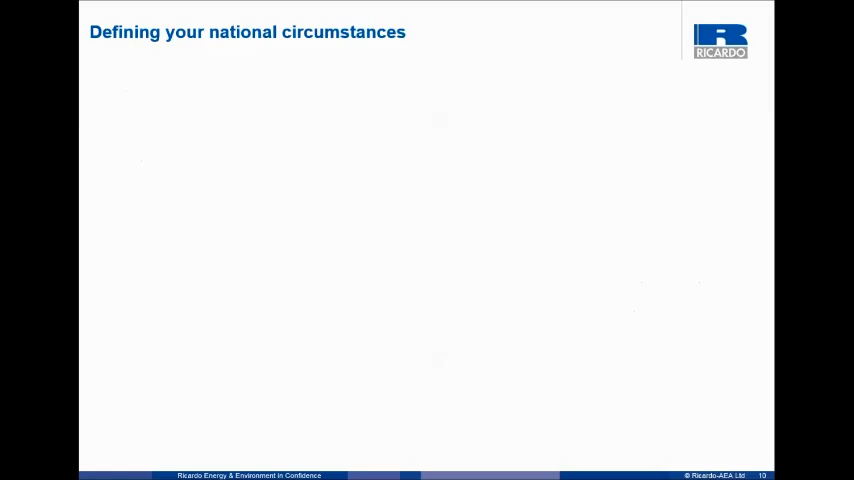 Defining your national circumstances
RICARDO
Ricardo Energy & Environment in Confidence
© Ricardo-AEA Ltd
10